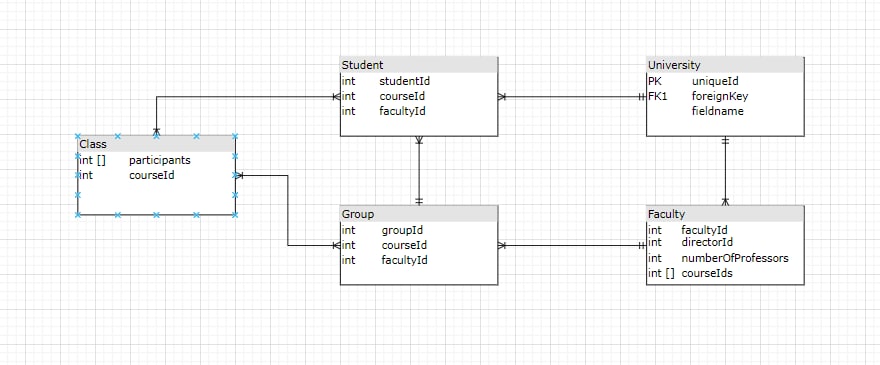 Student
int studentId
int courseId
int facultyId
University
PK uniqueId
FK1 foreignKey
fieldname
Class
int [] participants
int courseId
Group
int groupId
int courseId
int facultyId
Faculty
int facultyId
int directorId
int numberOfProfessors
int [] courseIds